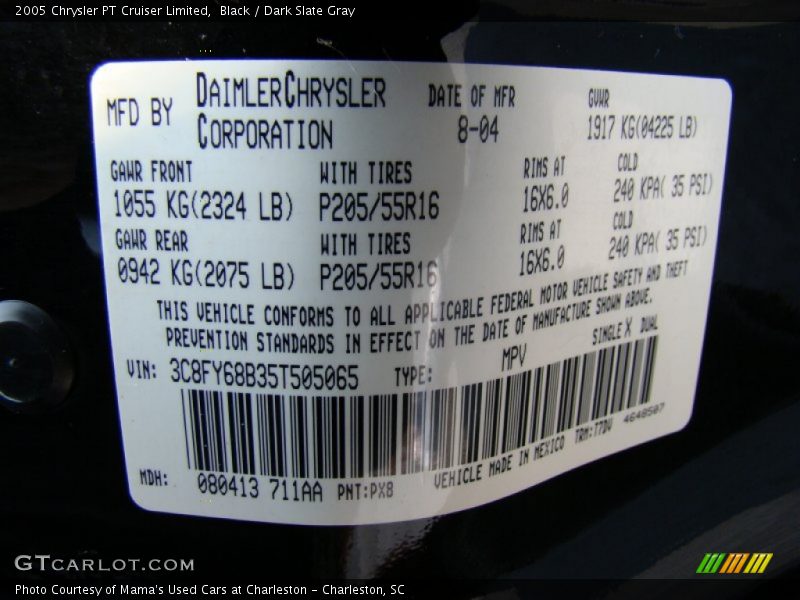 2005 Chrysler PT Cruiser Limited,  Black / Dark Slate Gray
MFD BY DAIMLERCHRYSLER CORPORATION DATE OF MFR 8-04 GVWR 1917 KG(04225 LB)
GAWR FRONT WITH TIRES RIMS AT COLD
1055 KG(2324 LB) P205/55R16 16X6.0 240 KPA( 35 PSI)
GAWR REAR WITH TIRES RIMS AT COLD
0942 KG(2075 LB) P205/55R16 16X6.0 240 KPA( 35 PSI)
THIS VEHICLE CONFORMS TO ALL APPLICABLE FEDERAL MOTOR VEHICLE SAFETY AND THEFT
PREVENTION STANDARDS IN EFFECT ON THE DATE OF MANUFACTURE SHOWN ABOVE.
VIN: 3C8FY68B35T505065 TYPE: MPV SINGLE X DUAL
MDH: 080413 711AA PNT:PX8 VEHICLE MADE IN MEXICO TRM:T7DV 4648507
GTCARLOT.COM
Photo Courtesy of Mama's Used Cars at Charleston - Charleston, SC